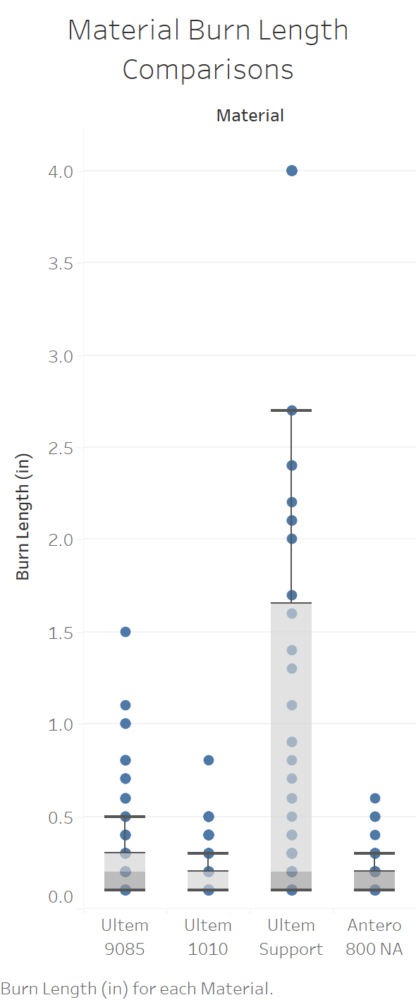 Material Burn Length
Comparisons
Material
4.0
3.5
3.0
2.5
2.0
1.5
1.0
0.5
0.0
Burn Length (in)
Ultem
9085
Ultem
1010
Ultem
Support
Antero
800 NA
Burn Length (in) for each Material.